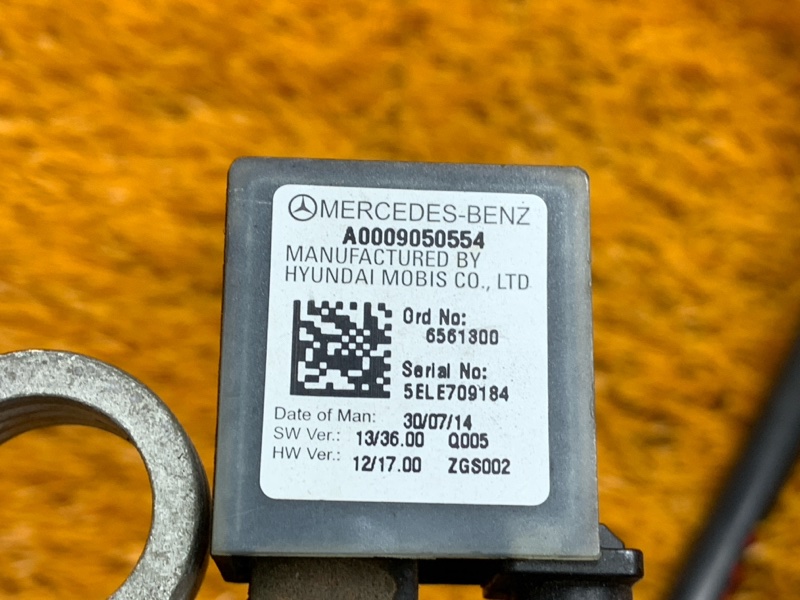 MERCEDES-BENZ
A0009050554
MANUFACTURED BY
HYUNDAI MOBIS CO., LTD
Ord No:
6561300
Serial No:
5ELE709184
Date of Man: 30/07/14
SW Ver.: 13/36.00 Q005
HW Ver.: 12/17.00 ZGS002